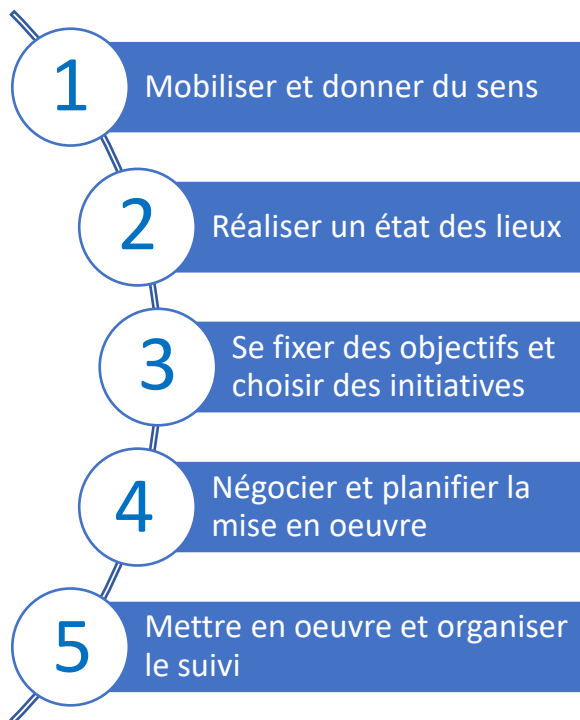 1
Mobiliser et donner du sens
2
Réaliser un état des lieux
3
Se fixer des objectifs et
choisir des initiatives
4
Négocier et planifier la
mise en oeuvre
5
Mettre en oeuvre et organiser
le suivi